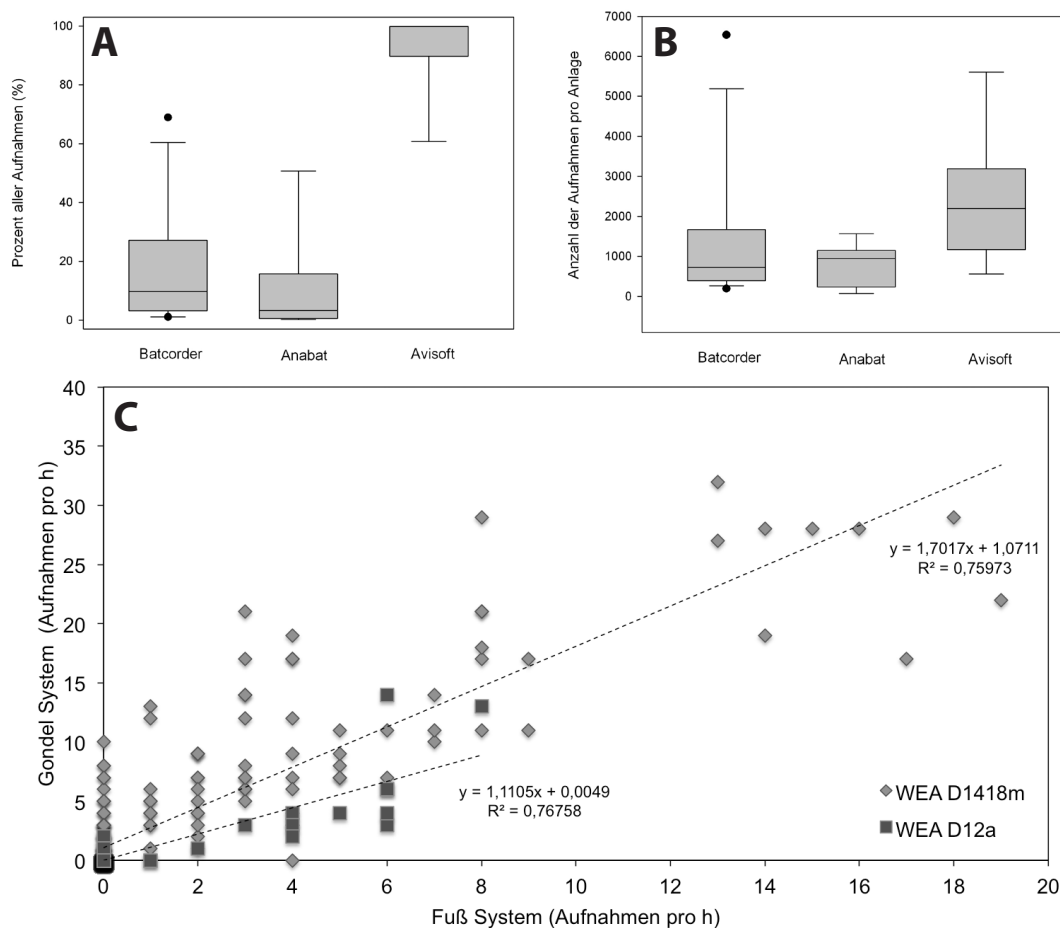 A
Prozent aller Aufnahmen (%)
100
80
60
40
20
0
Batcorder Anabat Avisoft
B
Anzahl der Aufnahmen pro Anlage
7000
6000
5000
4000
3000
2000
1000
0
Batcorder Anabat Avisoft
C
Gondel System (Aufnahmen pro h)
40
35
30
25
20
15
10
5
0
y = 1,7017x + 1,0711
R² = 0,75973
y = 1,1105x + 0,0049
R² = 0,76758
WEA D1418m
WEA D12a
0 2 4 6 8 10 12 14 16 18 20
Fuß System (Aufnahmen pro h)